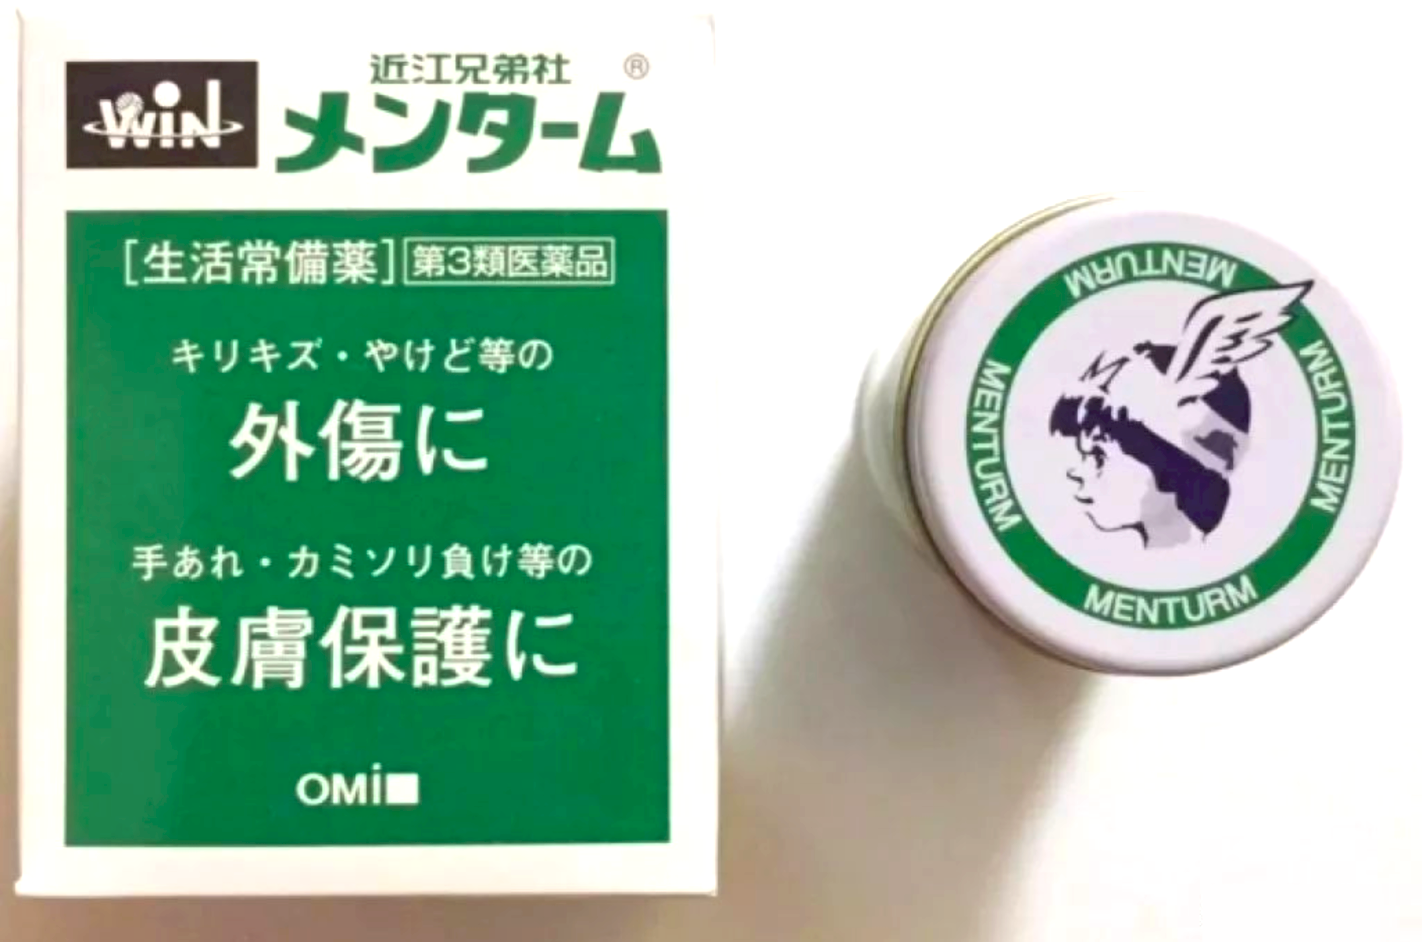 WiN
近江兄弟社
®
メンターム
[生活常備薬] 第3類医薬品
キリキズ・やけど等の
外傷に
手あれ・カミソリ負け等の
皮膚保護に
OMi
MENTURM
MENTURM
MENTURM
MENTURM